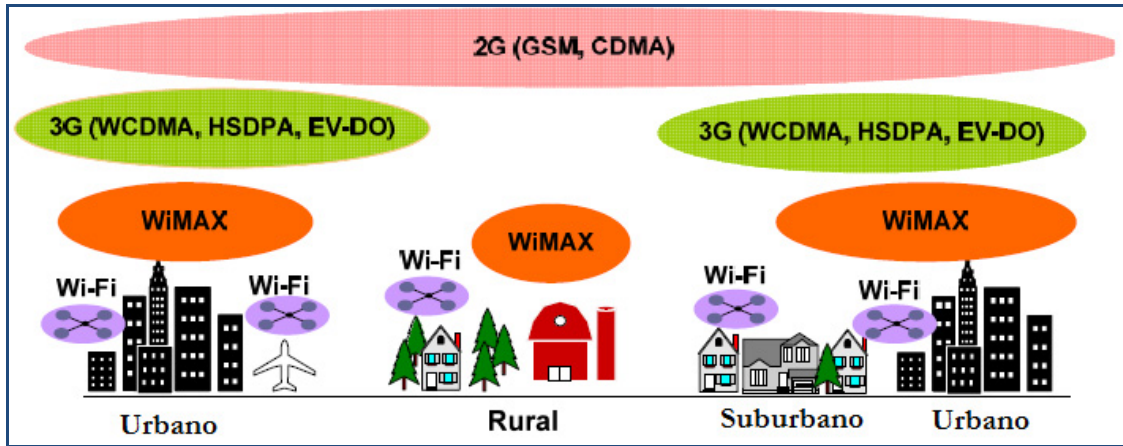 2G (GSM, CDMA)
3G (WCDMA, HSDPA, EV-DO)
3G (WCDMA, HSDPA, EV-DO)
WiMAX
WiMAX
WiMAX
Wi-Fi
Wi-Fi
Wi-Fi
Wi-Fi
Wi-Fi
Urbano
Rural
Suburbano
Urbano